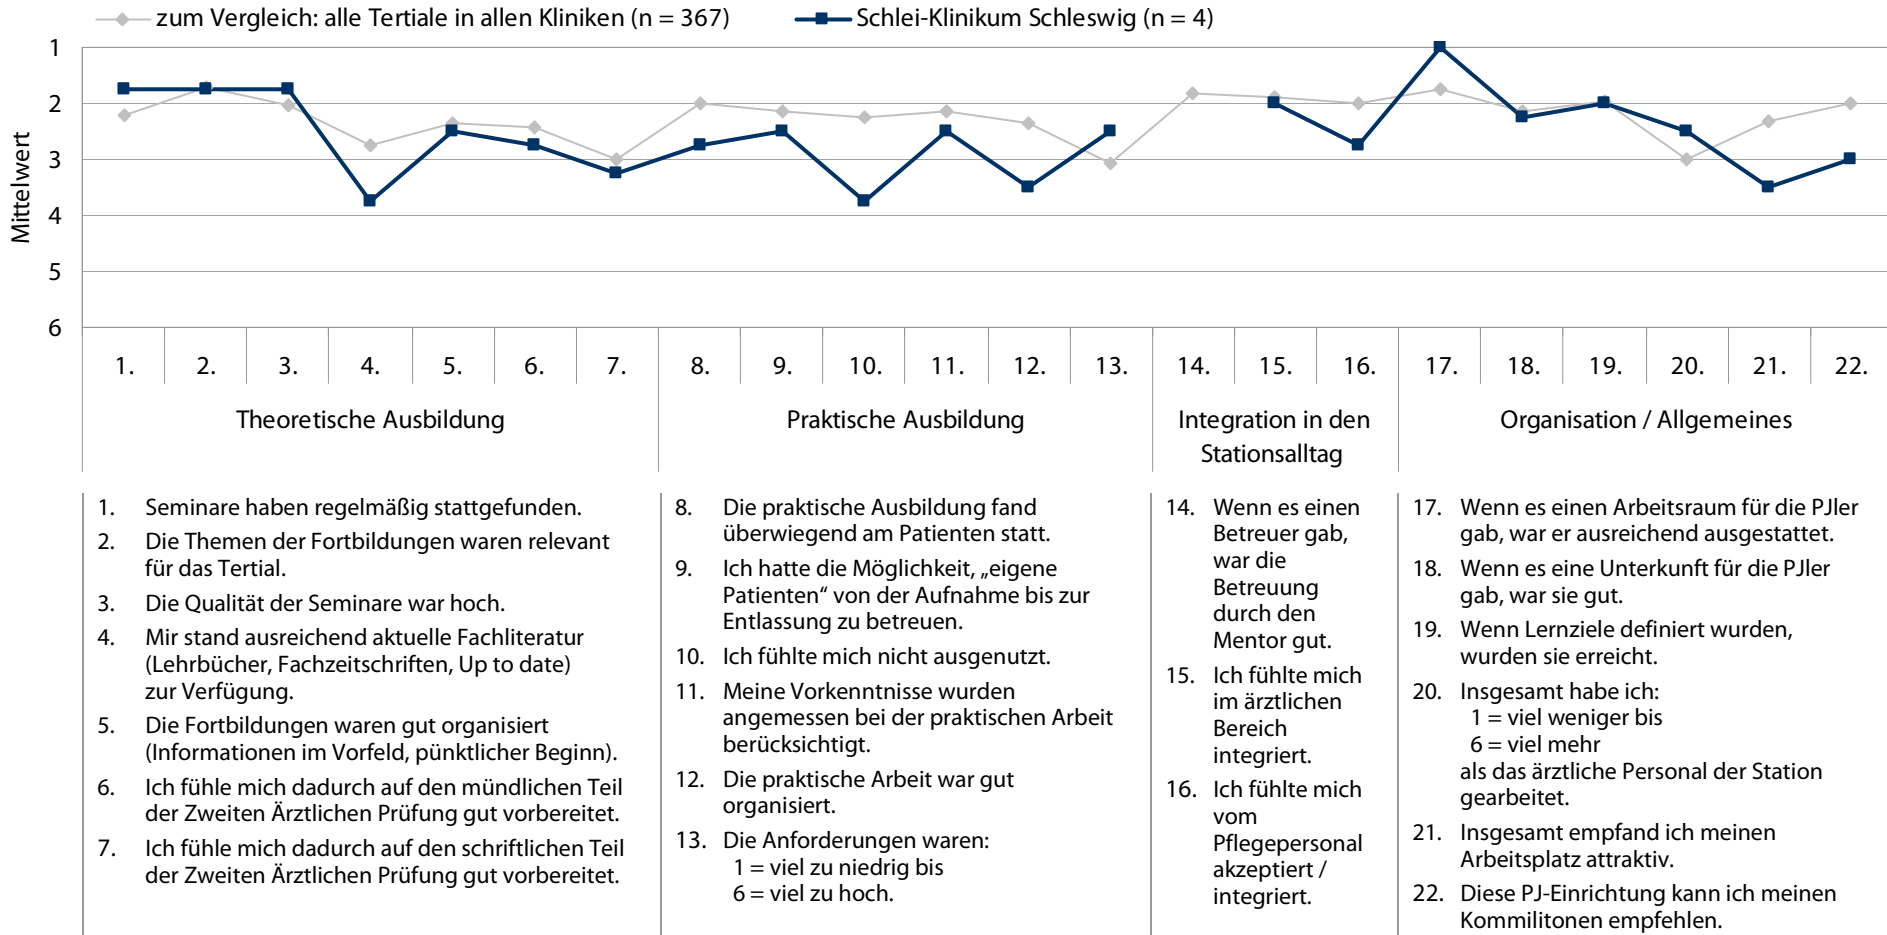 zum Vergleich: alle Tertiale in allen Kliniken (n = 367)
Schlei-Klinikum Schleswig (n = 4)
Mittelwert
1
2
3
4
5
6
1. 2. 3. 4. 5. 6. 7. 8. 9. 10. 11. 12. 13. 14. 15. 16. 17. 18. 19. 20. 21. 22.
Theoretische Ausbildung
Praktische Ausbildung
Integration in den
Stationsalltag
Organisation / Allgemeines
1. Seminare haben regelmäßig stattgefunden.
2. Die Themen der Fortbildungen waren relevant
für das Tertial.
3. Die Qualität der Seminare war hoch.
4. Mir stand ausreichend aktuelle Fachliteratur
(Lehrbücher, Fachzeitschriften, Up to date)
zur Verfügung.
5. Die Fortbildungen waren gut organisiert
(Informationen im Vorfeld, pünktlicher Beginn).
6. Ich fühle mich dadurch auf den mündlichen Teil
der Zweiten Ärztlichen Prüfung gut vorbereitet.
7. Ich fühle mich dadurch auf den schriftlichen Teil
der Zweiten Ärztlichen Prüfung gut vorbereitet.
8. Die praktische Ausbildung fand
überwiegend am Patienten statt.
9. Ich hatte die Möglichkeit, „eigene
Patienten“ von der Aufnahme bis zur
Entlassung zu betreuen.
10. Ich fühlte mich nicht ausgenutzt.
11. Meine Vorkenntnisse wurden
angemessen bei der praktischen Arbeit
berücksichtigt.
12. Die praktische Arbeit war gut
organisiert.
13. Die Anforderungen waren:
1 = viel zu niedrig bis
6 = viel zu hoch.
14. Wenn es einen
Betreuer gab,
war die
Betreuung
durch den
Mentor gut.
15. Ich fühlte mich
im ärztlichen
Bereich
integriert.
16. Ich fühlte mich
vom
Pflegepersonal
akzeptiert /
integriert.
17. Wenn es einen Arbeitsraum für die PJler
gab, war er ausreichend ausgestattet.
18. Wenn es eine Unterkunft für die PJler
gab, war sie gut.
19. Wenn Lernziele definiert wurden,
wurden sie erreicht.
20. Insgesamt habe ich:
1 = viel weniger bis
6 = viel mehr
als das ärztliche Personal der Station
gearbeitet.
21. Insgesamt empfand ich meinen
Arbeitsplatz attraktiv.
22. Diese PJ-Einrichtung kann ich meinen
Kommilitonen empfehlen.